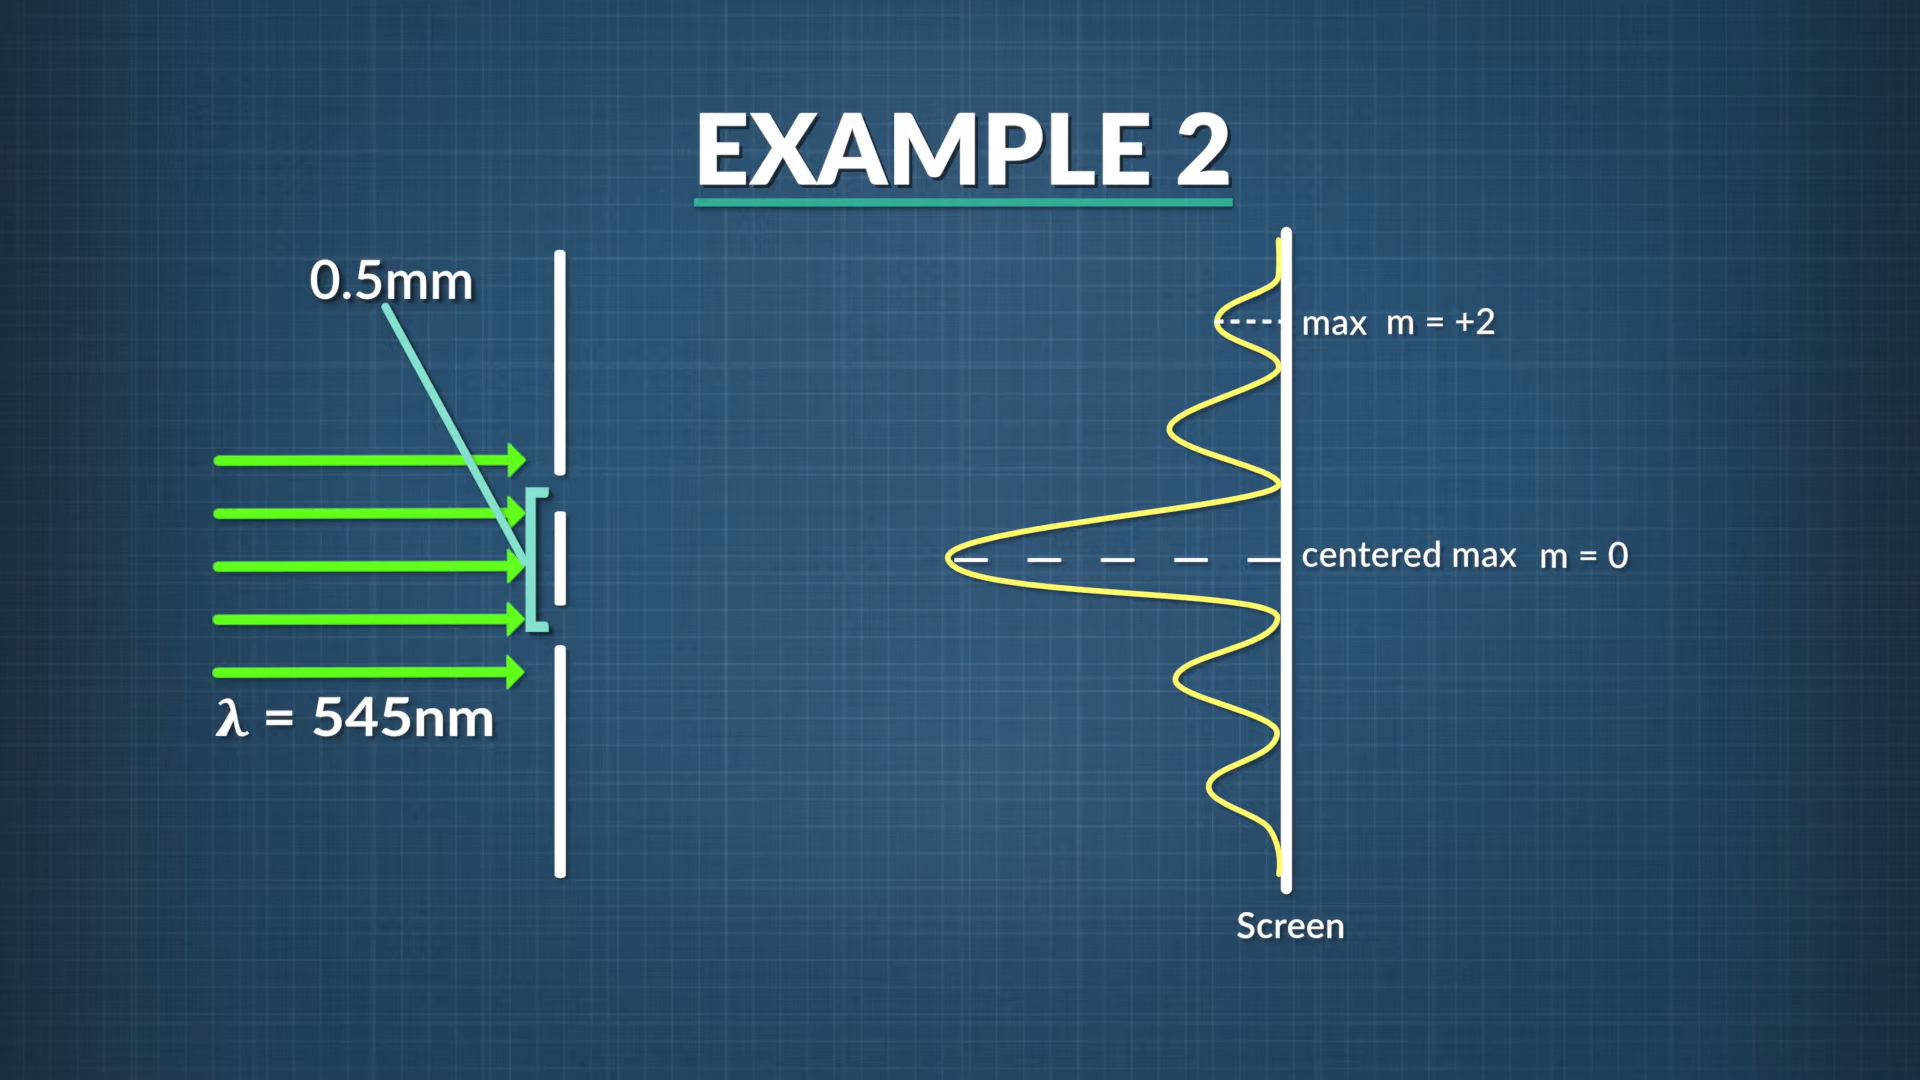 EXAMPLE 2
0.5mm
max m = +2
centered max m = 0
λ = 545nm
Screen